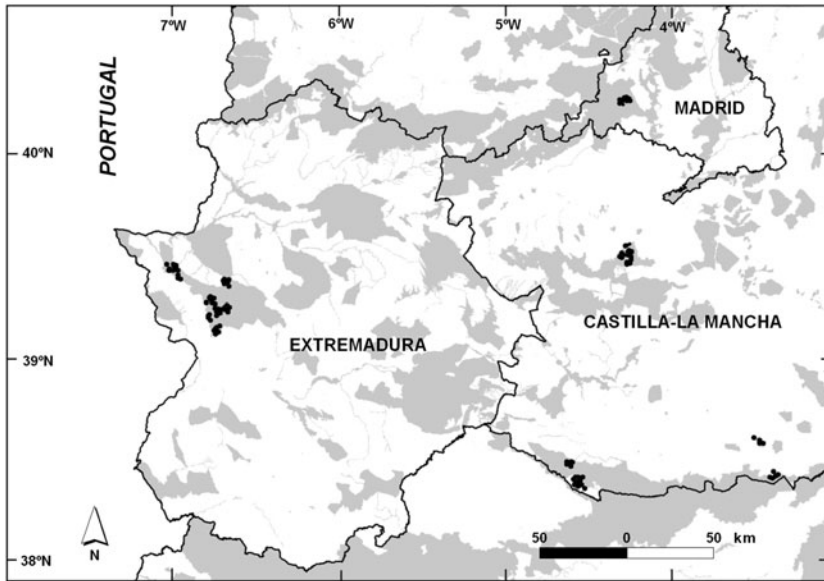 7ºW 6ºW 5ºW 4ºW
PORTUGAL
MADRID
40ºN
CASTILLA-LA MANCHA
EXTREMADURA
39ºN
N
50 0 50 km
38ºN